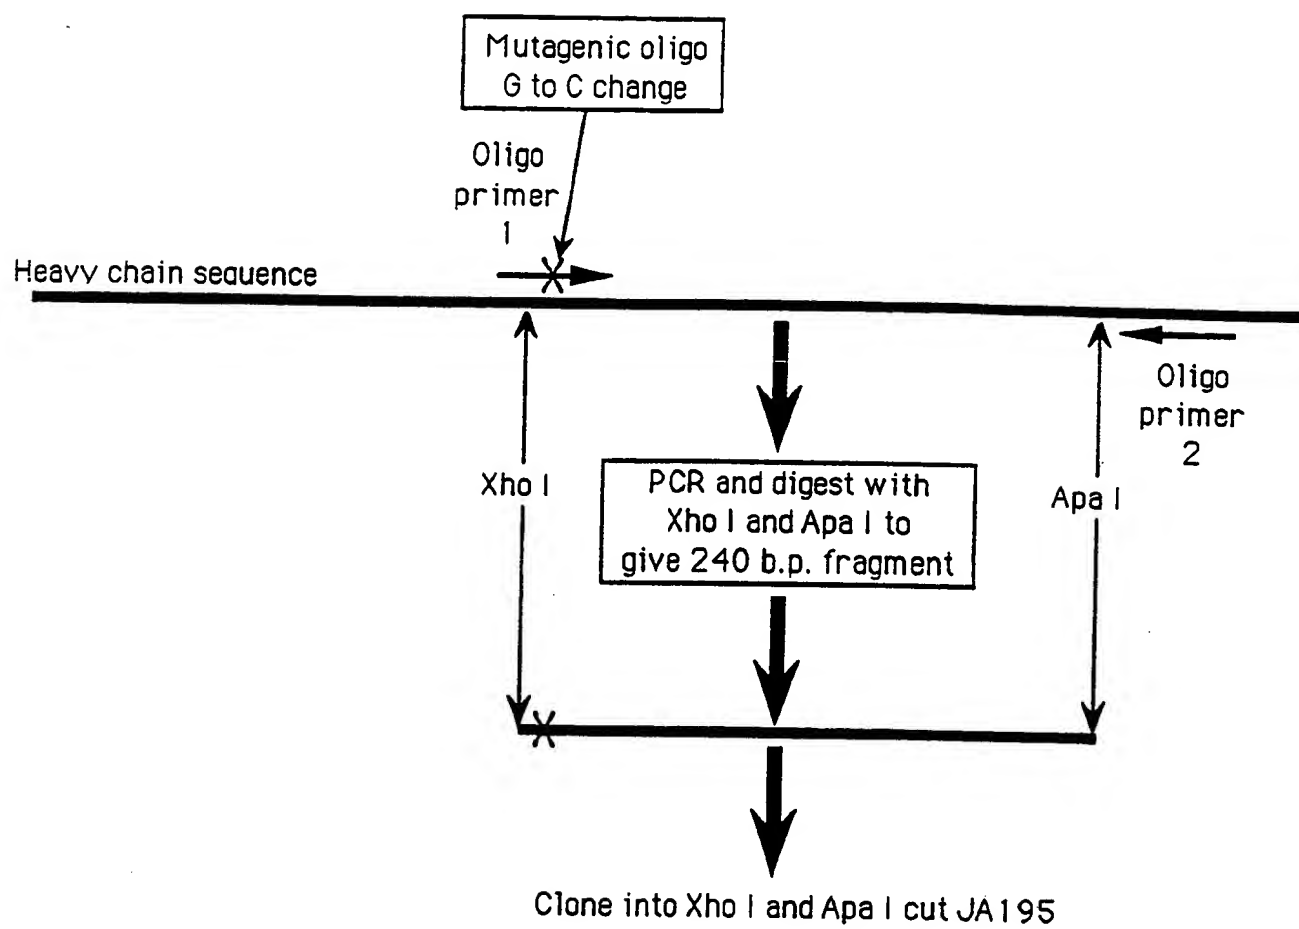 Mutagenic oligo
G to C change
Oligo
primer
1
Heavy chain sequence
Oligo
primer
2
Xho I
PCR and digest with
Xho I and Apa I to
give 240 b.p. fragment
Apa I
Clone into Xho I and Apa I cut JA195